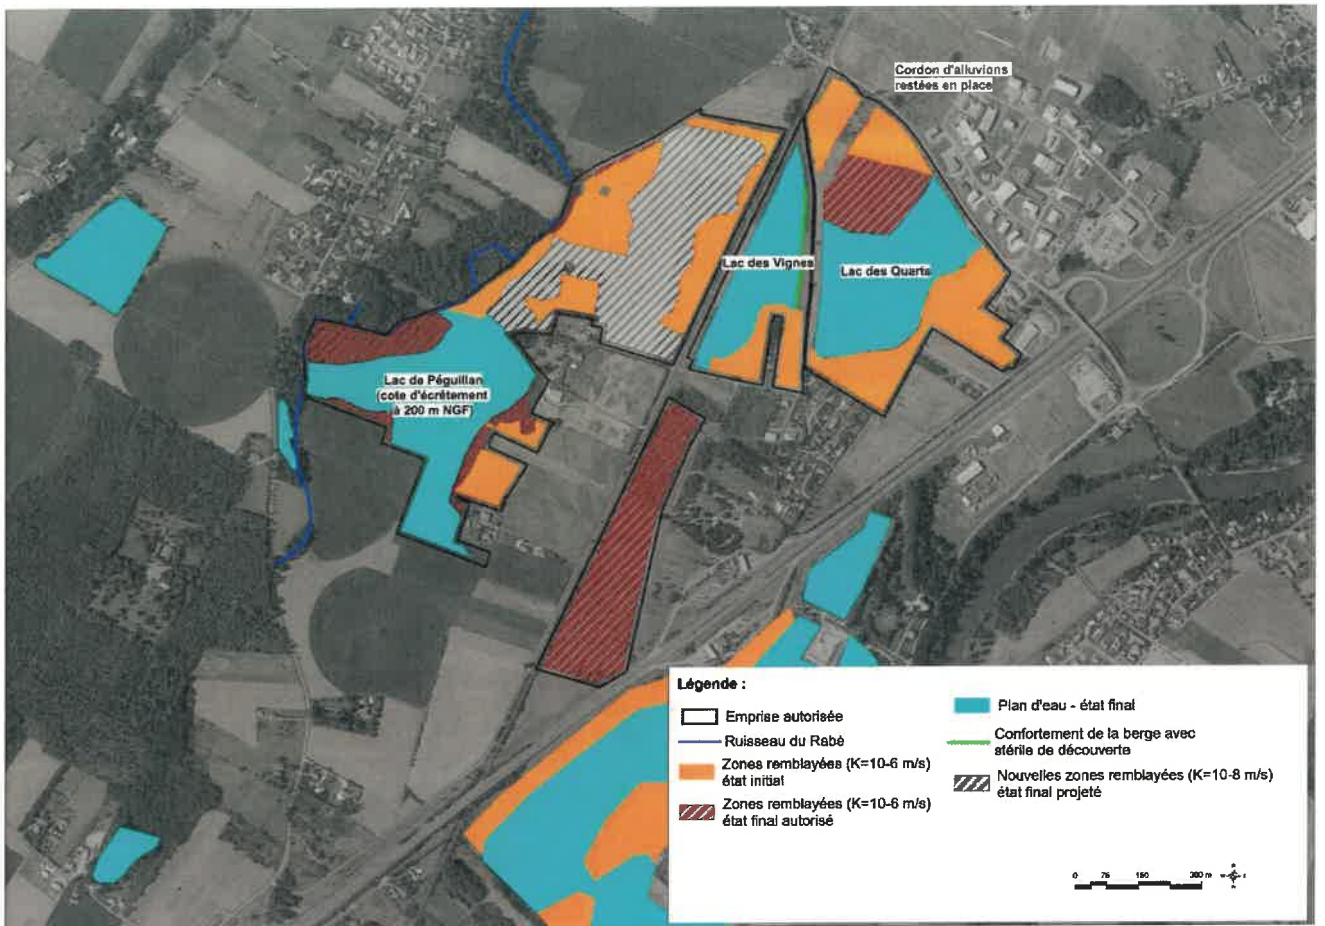 Cordon d'alluvions
restées en place
Lac des Vignes
Lac des Quarts
Lac de Péguillan
(cote d'écrêtement
à 200 m NGF)
Légende :
Emprise autorisée
Ruisseau du Rabé
Zones remblayées (K=10-6 m/s)
état initial
Zones remblayées (K=10-6 m/s)
état final autorisé
Plan d'eau - état final
Confortement de la berge avec
stérile de découverte
Nouvelles zones remblayées (K=10-8 m/s)
état final projeté
0 75 150 300 m